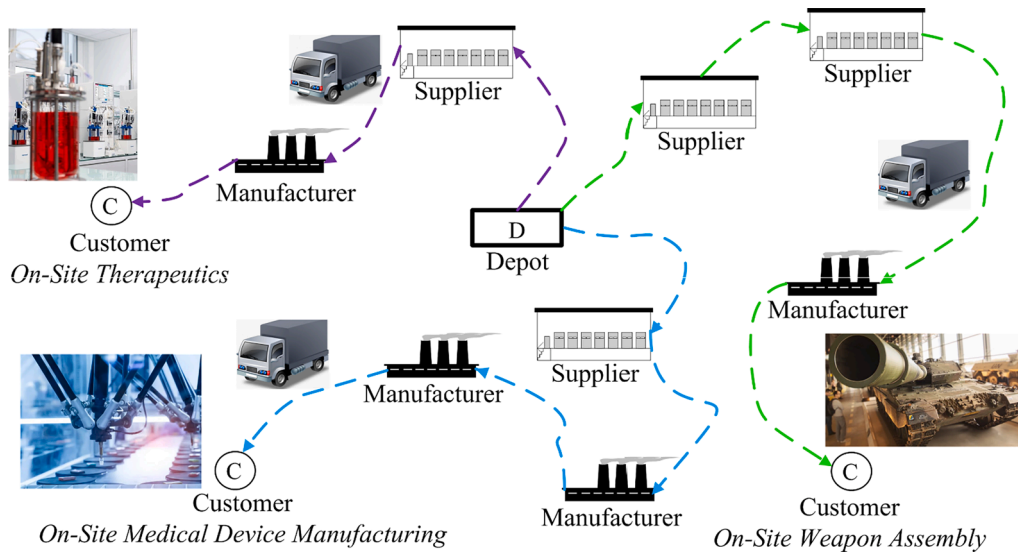 Supplier
Supplier
Supplier
Manufacturer
C
Customer
On-Site Therapeutics
D
Depot
Manufacturer
Supplier
Manufacturer
C
Customer
On-Site Medical Device Manufacturing
Manufacturer
C
Customer
On-Site Weapon Assembly